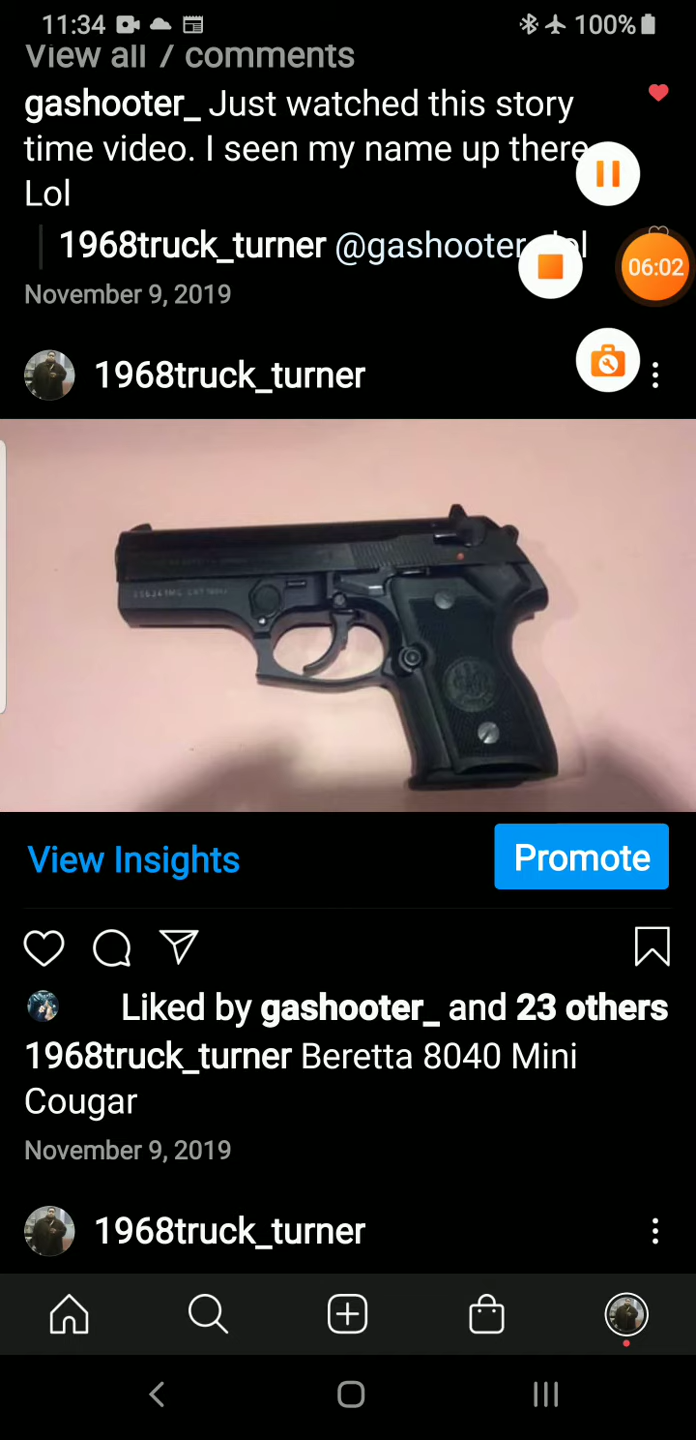 11:34
100%
View all 7 comments
gashooter_ Just watched this story
time video. I seen my name up there
Lol
1968truck_turner @gashooter_ lol
06:02
November 9, 2019
1968truck_turner
View Insights
Promote
Liked by gashooter_ and 23 others
1968truck_turner Beretta 8040 Mini
Cougar
November 9, 2019
1968truck_turner